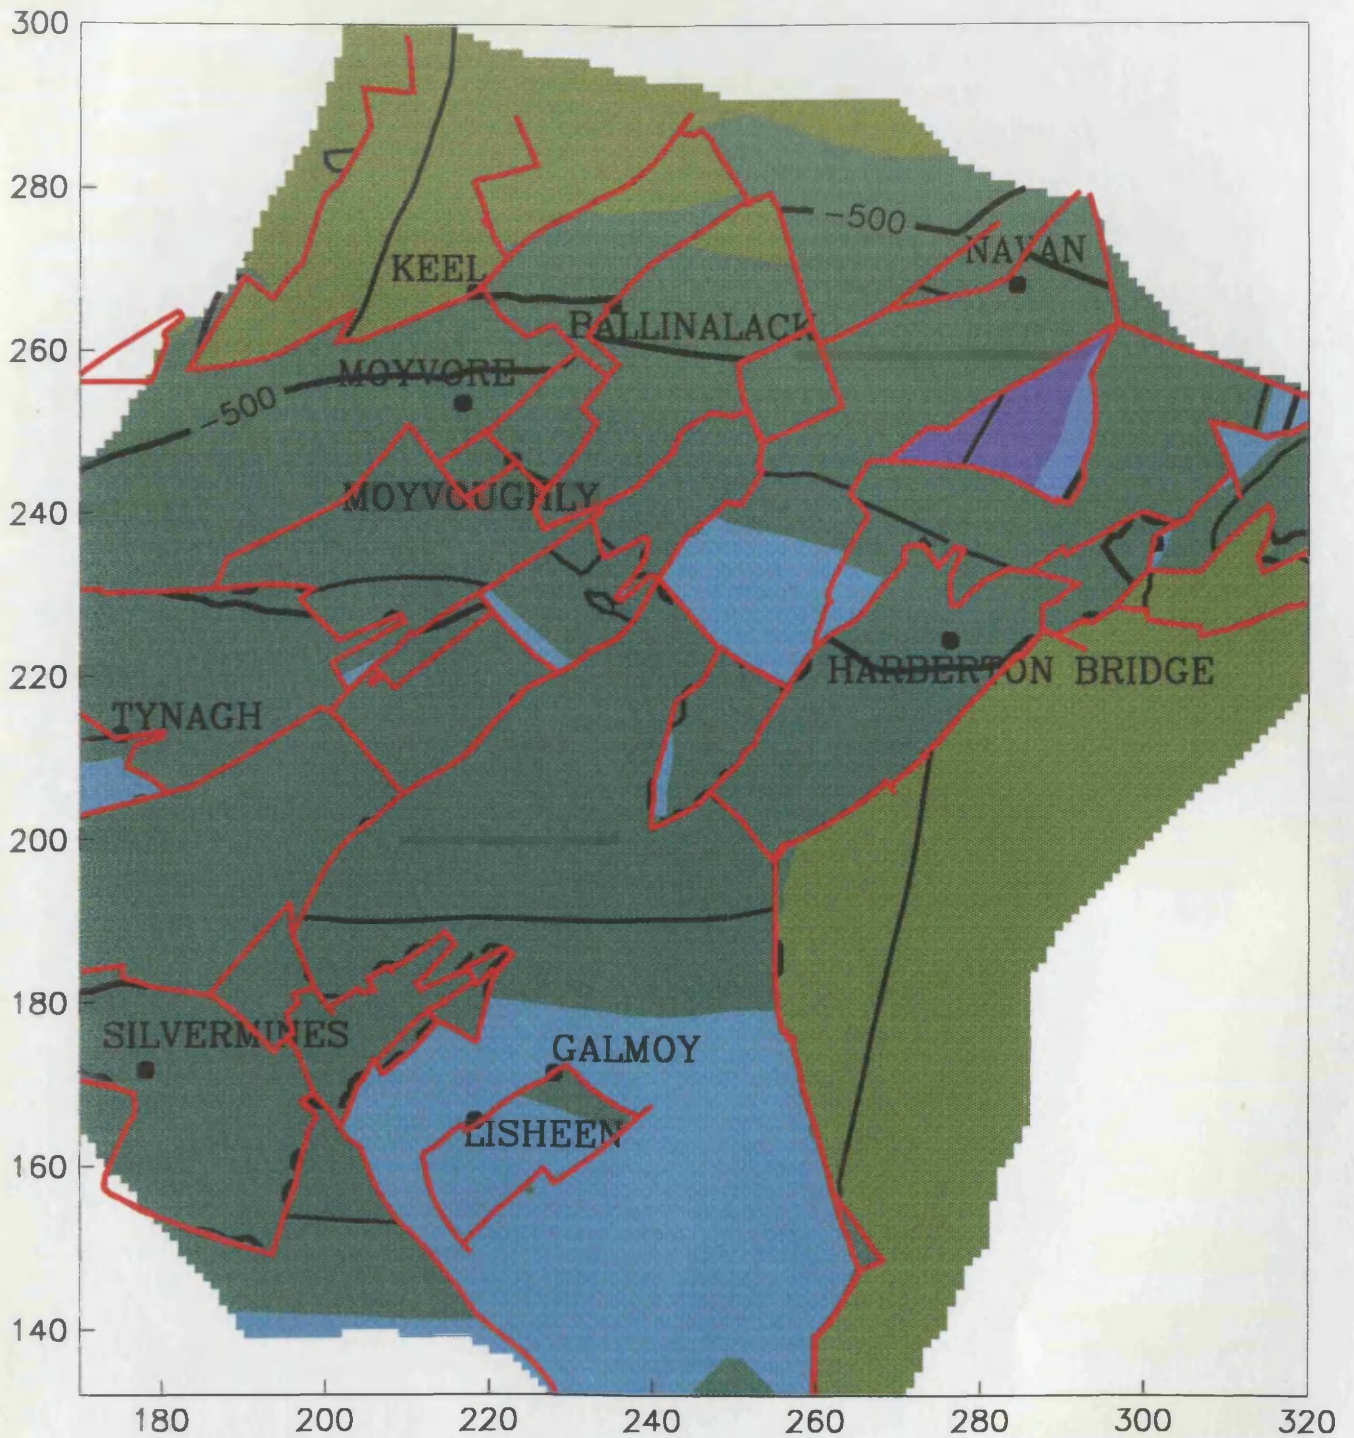 300
280
-500
NAVAN
KEEL
BALLINALACK
260
MOYVORE
-500
MOYVOUGHLY
240
HARBERTON BRIDGE
220
TYNAGH
200
180
SILVERMINES
GALMOY
LISHEEN
160
140
180 200 220 240 260 280 300 320